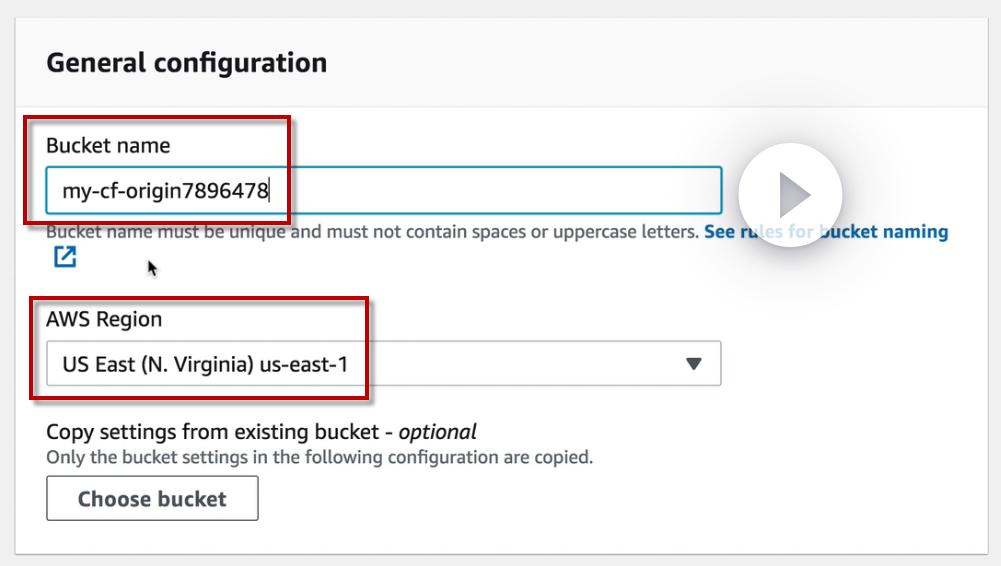 General configuration
Bucket name
my-cf-origin7896478
Bucket name must be unique and must not contain spaces or uppercase letters. See rules for bucket naming
AWS Region
US East (N. Virginia) us-east-1
Copy settings from existing bucket - optional
Only the bucket settings in the following configuration are copied.
Choose bucket